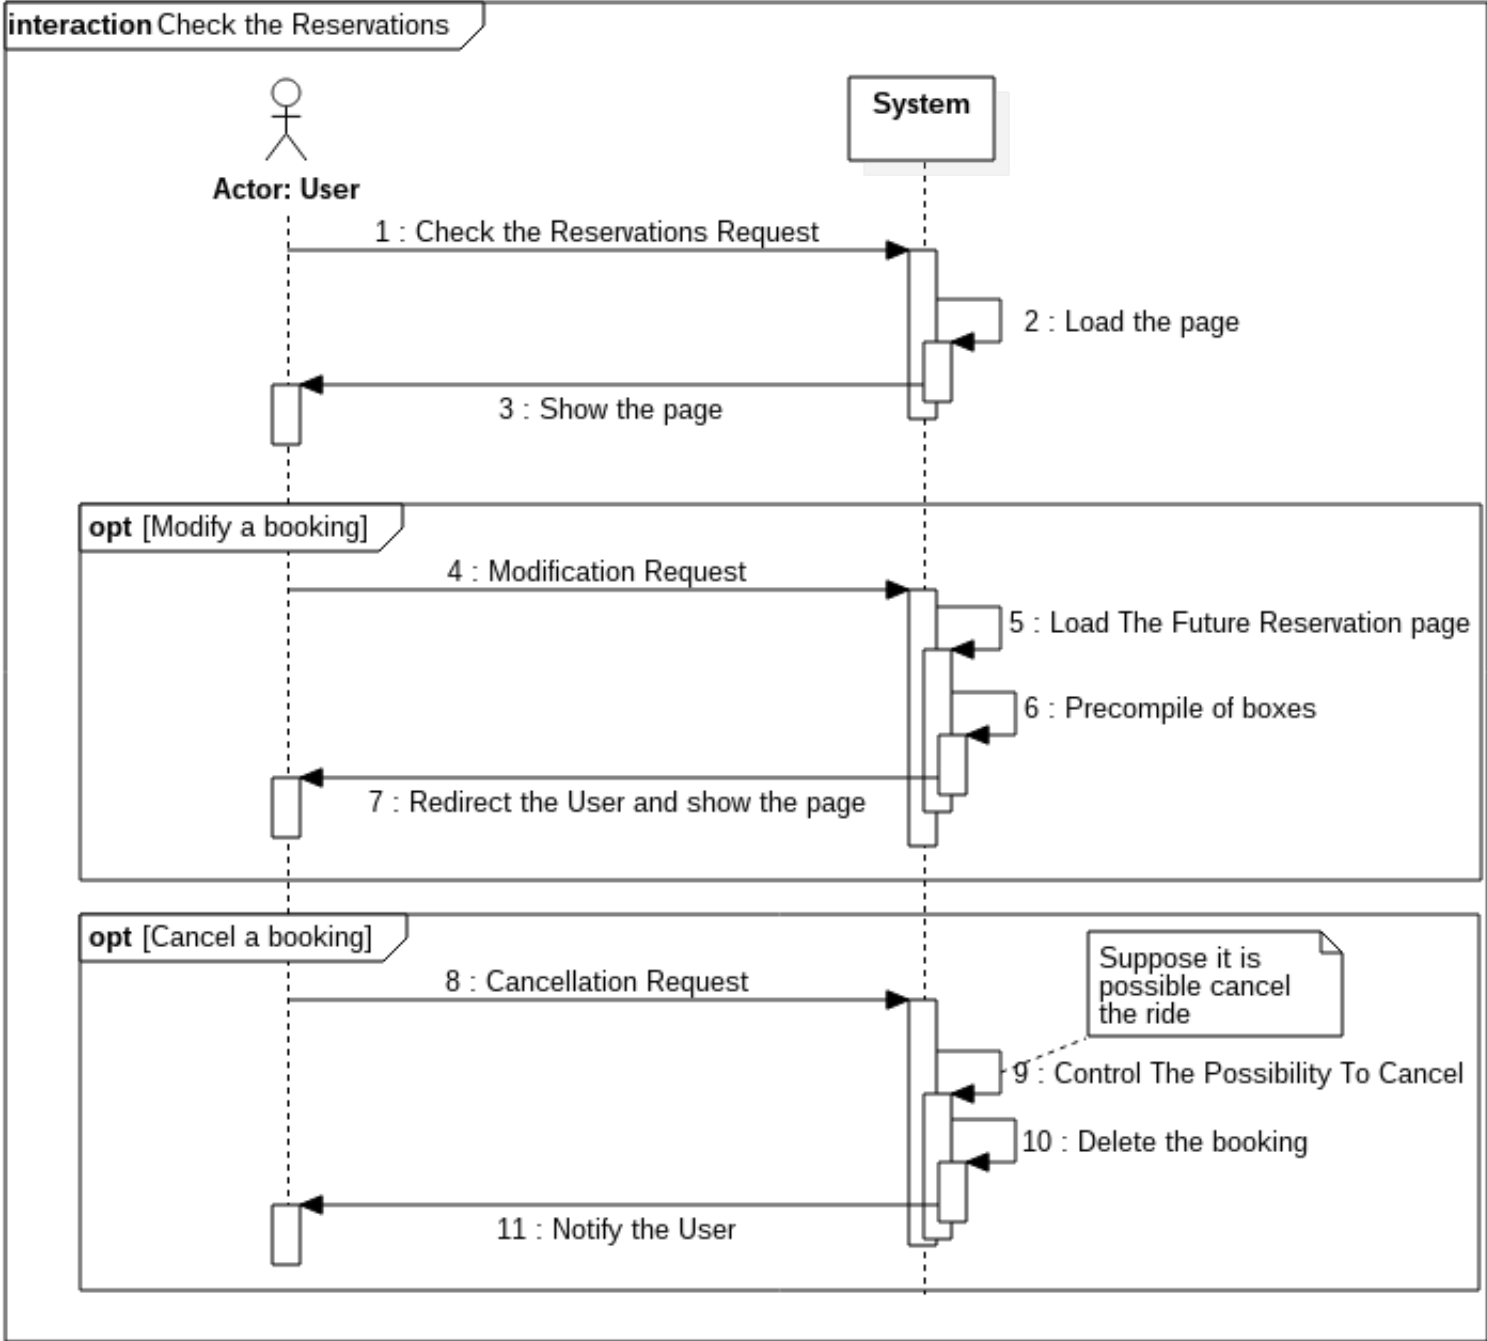 interaction Check the Reservations
System
Actor: User
1 : Check the Reservations Request
2 : Load the page
3 : Show the page
opt [Modify a booking]
4 : Modification Request
5 : Load The Future Reservation page
6 : Precompile of boxes
7 : Redirect the User and show the page
opt [Cancel a booking]
Suppose it is
possible cancel
the ride
8 : Cancellation Request
9 : Control The Possibility To Cancel
10 : Delete the booking
11 : Notify the User